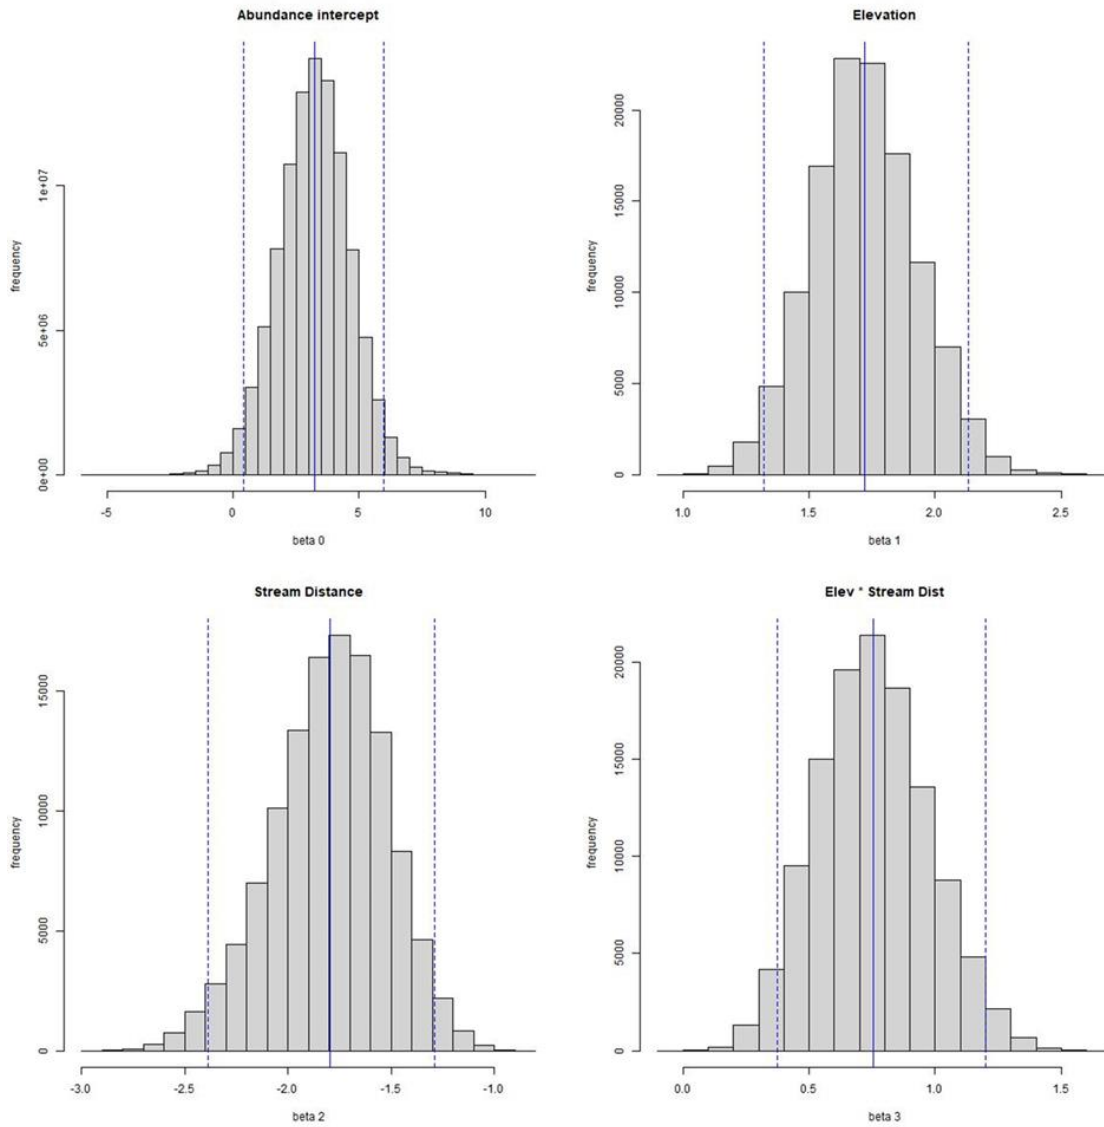 Abundance intercept
frequency
0e+00
5e+06
1e+07
-5
0
5
10
beta 0
Elevation
frequency
0
5000
10000
15000
20000
1.0
1.5
2.0
2.5
beta 1
Stream Distance
frequency
0
5000
10000
15000
-3.0
-2.5
-2.0
-1.5
-1.0
beta 2
Elev * Stream Dist
frequency
0
5000
10000
15000
20000
0.0
0.5
1.0
1.5
beta 3